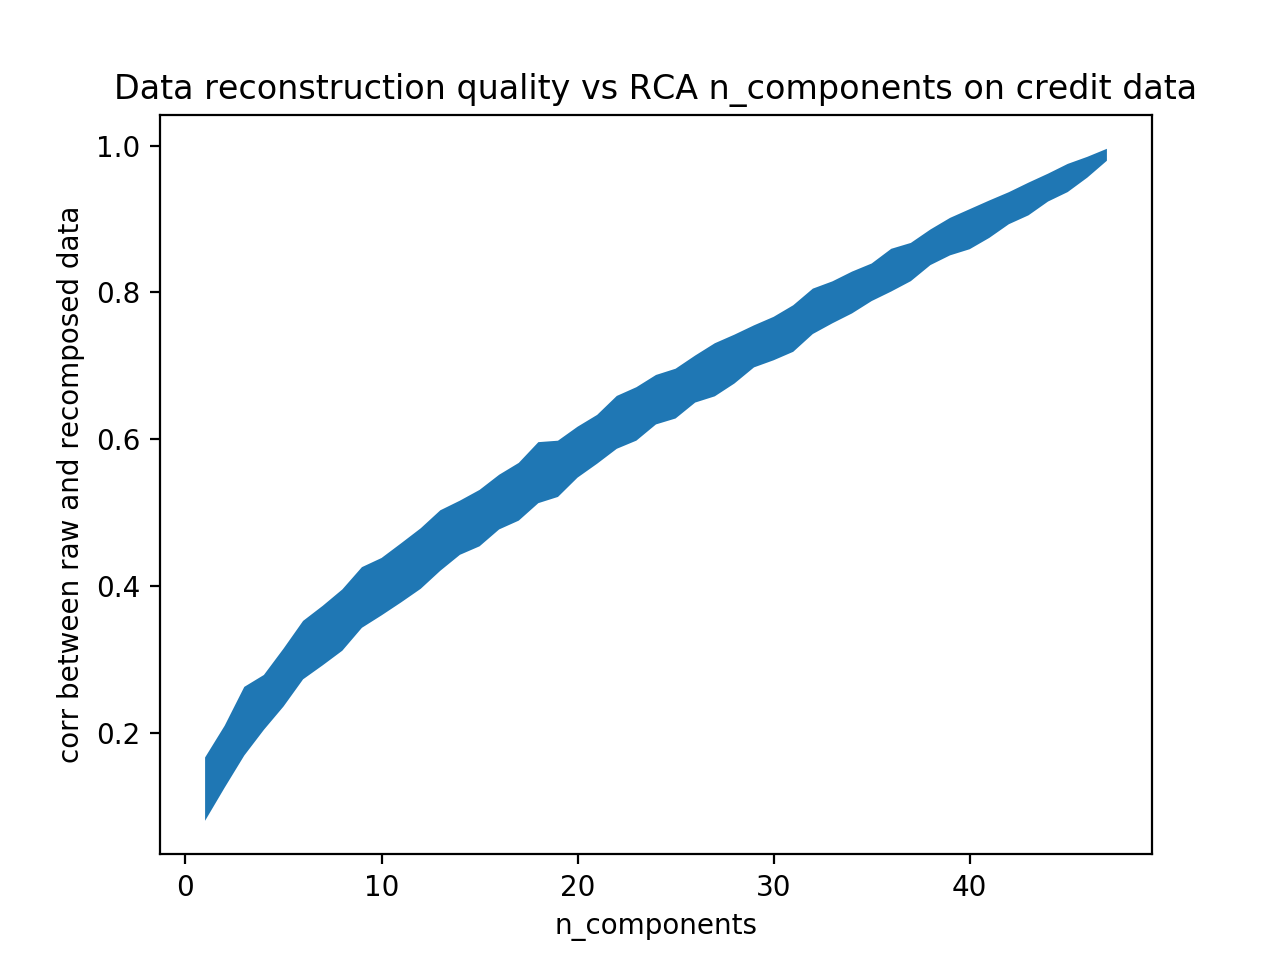 Data reconstruction quality vs RCA n_components on credit data
1.0
0.8
0.6
0.4
0.2
corr between raw and recomposed data
0 10 20 30 40
n_components